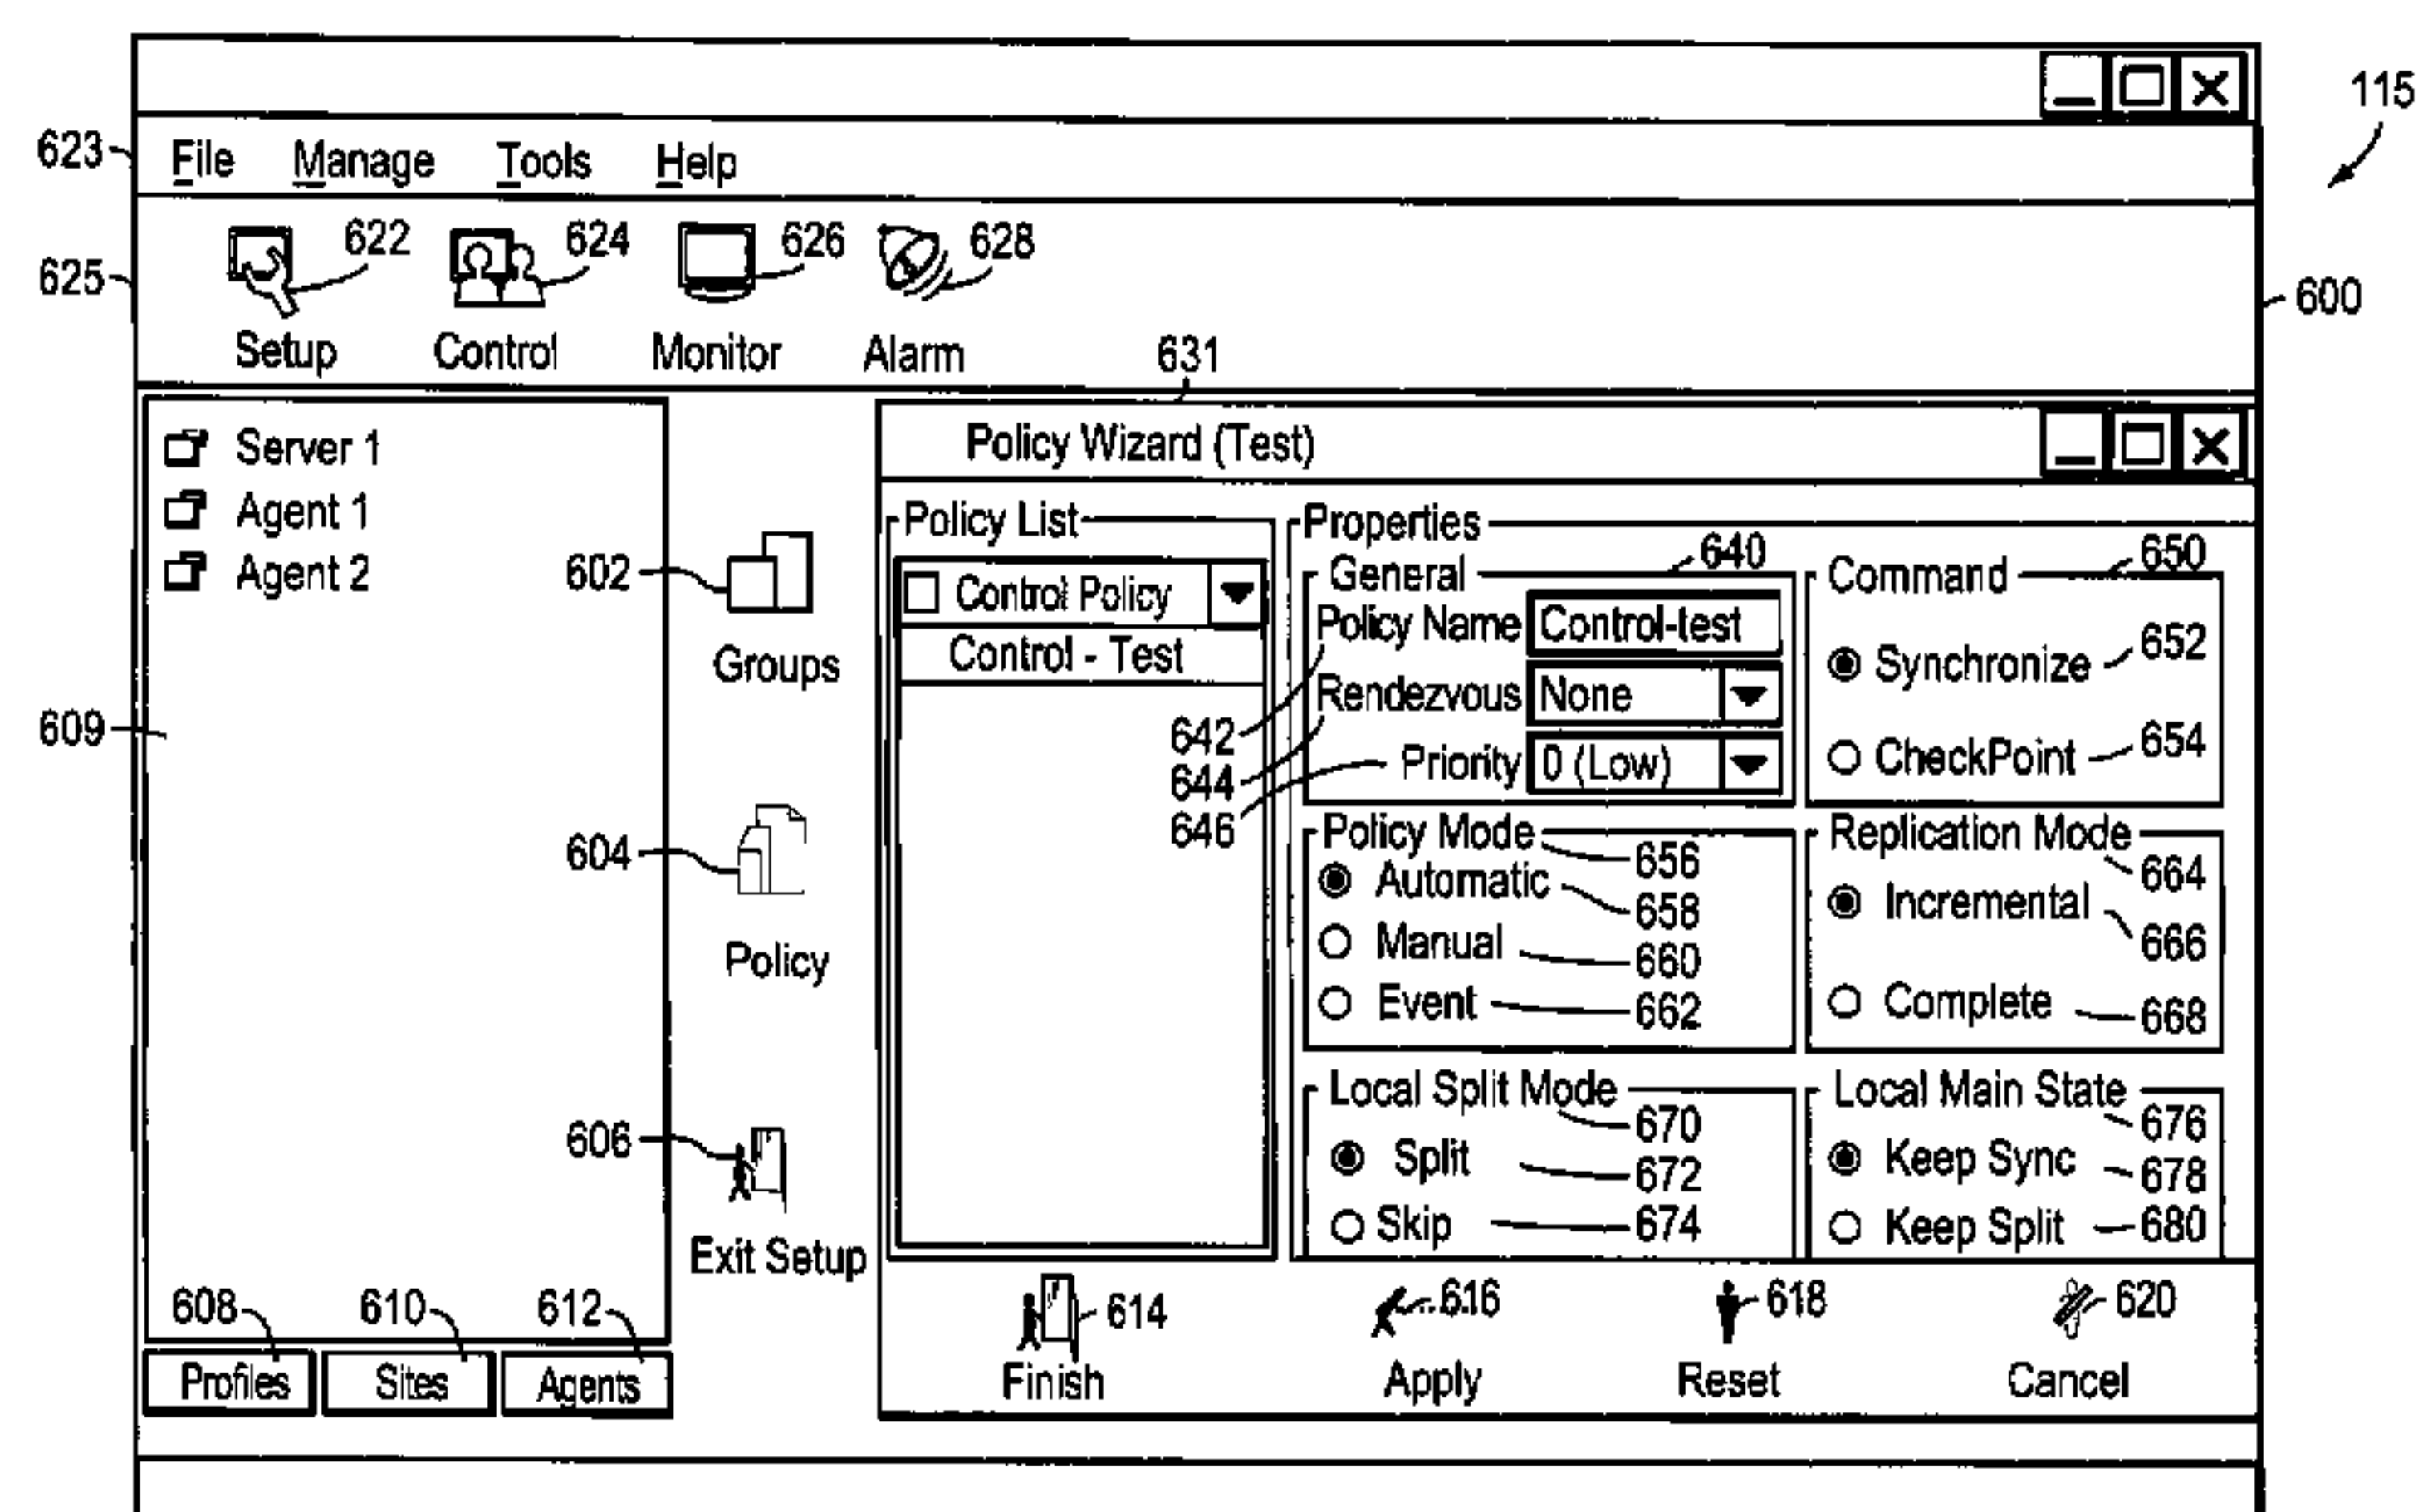 115
623 File Manage Tools Help
625 622 624 626 628
600
Setup Control Monitor Alarm
631
Server 1
Agent 1
Agent 2
609
602
Groups
604
Policy
606
Exit Setup
608 610 612
Profiles Sites Agents
Policy Wizard (Test)
Policy List
Control Policy
Control - Test
Properties
General 640
Policy Name Control-test
Rendezvous None
Priority 0 (Low)
642
644
646
Command 650
Synchronize 652
CheckPoint 654
Policy Mode 656
Automatic 658
Manual 660
Event 662
Replication Mode 664
Incremental 666
Complete 668
Local Split Mode 670
Split 672
Skip 674
Local Main State 676
Keep Sync 678
Keep Split 680
614 616 618 620
Finish Apply Reset Cancel